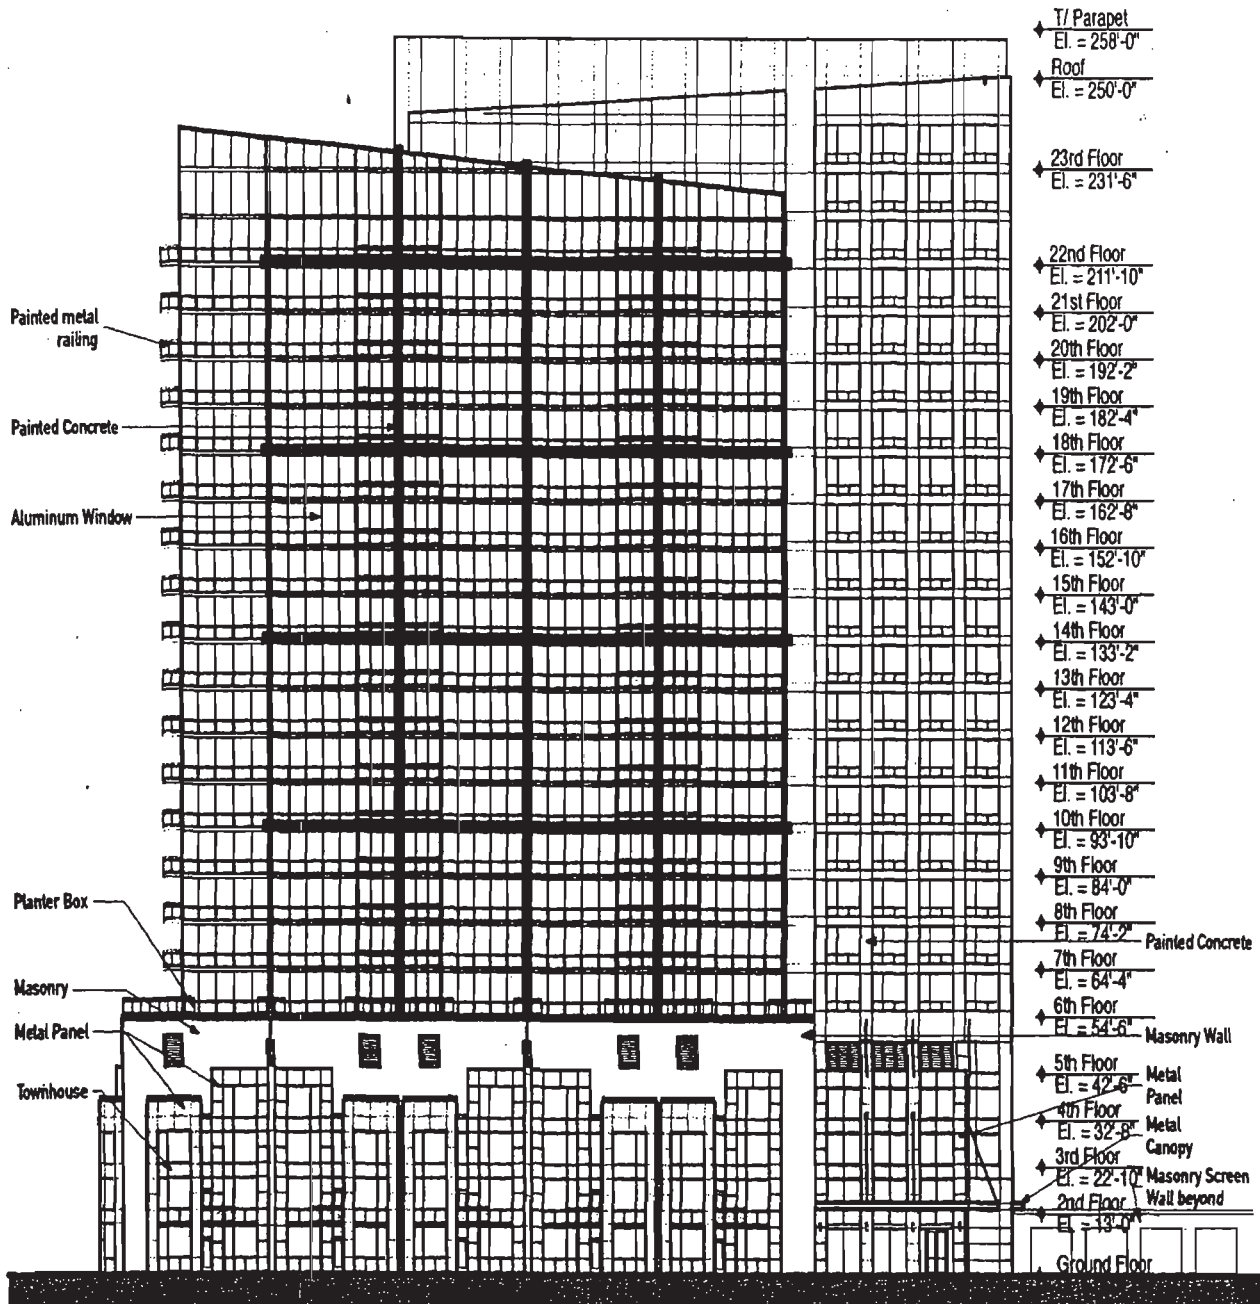 T/ Parapet
El. = 258'-0"
Roof
El. = 250'-0"
23rd Floor
El. = 231'-6"
22nd Floor
El. = 211'-10"
21st Floor
El. = 202'-0"
20th Floor
El. = 192'-2"
19th Floor
El. = 182'-4"
18th Floor
El. = 172'-6"
17th Floor
El. = 162'-8"
16th Floor
El. = 152'-10"
15th Floor
El. = 143'-0"
14th Floor
El. = 133'-2"
13th Floor
El. = 123'-4"
12th Floor
El. = 113'-6"
11th Floor
El. = 103'-8"
10th Floor
El. = 93'-10"
9th Floor
El. = 84'-0"
8th Floor
El. = 74'-2"
7th Floor
El. = 64'-4"
6th Floor
El. = 54'-6"
5th Floor
El. = 42'-6"
4th Floor
El. = 32'-8"
3rd Floor
El. = 22'-10"
2nd Floor
El. = 13'-0"
Ground Floor
Painted metal
railing
Painted Concrete
Aluminum Window
Planter Box
Masonry
Metal Panel
Townhouse
Painted Concrete
Masonry Wall
Metal
Panel
Metal
Canopy
Masonry Screen
Wall beyond